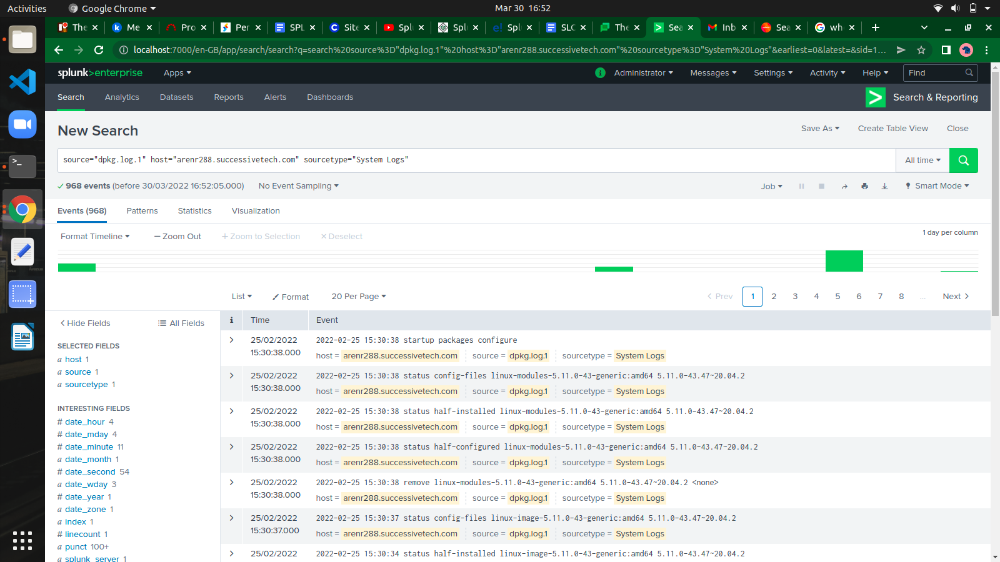 Activities
Google Chrome
Mar 30 16:52
The
Me
Pro
Per
SPL
Site
Splu
Splu
Splu
SLC
The
Sea
Inb
Sea
who
localhost:7000/en-GB/app/search/search?q=search%20source%3D"dpkg.log.1"%20host%3D"arenr288.successivetech.com"%20sourcetype%3D"System%20Logs"&earliest=0&latest=&sid=1...
splunk>enterprise
Apps
Administrator
Messages
Settings
Activity
Help
Find
Search
Analytics
Datasets
Reports
Alerts
Dashboards
Search & Reporting
New Search
Save As
Create Table View
Close
source="dpkg.log.1" host="arenr288.successivetech.com" sourcetype="System Logs"
All time
968 events (before 30/03/2022 16:52:05.000)
No Event Sampling
Job
Smart Mode
Events (968)
Patterns
Statistics
Visualization
Format Timeline
— Zoom Out
+ Zoom to Selection
× Deselect
1 day per column
List
Format
20 Per Page
< Prev
1
2
3
4
5
6
7
8
...
Next >
< Hide Fields
All Fields
i
Time
Event
SELECTED FIELDS
a host 1
a source 1
a sourcetype 1
INTERESTING FIELDS
# date_hour 4
# date_mday 4
# date_minute 11
a date_month 1
# date_second 54
a date_wday 3
# date_year 1
a date_zone 1
a index 1
# linecount 1
a punct 100+
a splunk_server 1
25/02/2022
15:30:38.000
2022-02-25 15:30:38 startup packages configure
host = arenr288.successivetech.com source = dpkg.log.1 sourcetype = System Logs
25/02/2022
15:30:38.000
2022-02-25 15:30:38 status config-files linux-modules-5.11.0-43-generic:amd64 5.11.0-43.47~20.04.2
host = arenr288.successivetech.com source = dpkg.log.1 sourcetype = System Logs
25/02/2022
15:30:38.000
2022-02-25 15:30:38 status half-installed linux-modules-5.11.0-43-generic:amd64 5.11.0-43.47~20.04.2
host = arenr288.successivetech.com source = dpkg.log.1 sourcetype = System Logs
25/02/2022
15:30:38.000
2022-02-25 15:30:38 status half-configured linux-modules-5.11.0-43-generic:amd64 5.11.0-43.47~20.04.2
host = arenr288.successivetech.com source = dpkg.log.1 sourcetype = System Logs
25/02/2022
15:30:38.000
2022-02-25 15:30:38 remove linux-modules-5.11.0-43-generic:amd64 5.11.0-43.47~20.04.2 <none>
host = arenr288.successivetech.com source = dpkg.log.1 sourcetype = System Logs
25/02/2022
15:30:37.000
2022-02-25 15:30:37 status config-files linux-image-5.11.0-43-generic:amd64 5.11.0-43.47~20.04.2
host = arenr288.successivetech.com source = dpkg.log.1 sourcetype = System Logs
25/02/2022
2022-02-25 15:30:34 status half-installed linux-image-5.11.0-43-generic:amd64 5.11.0-43.47~20.04.2